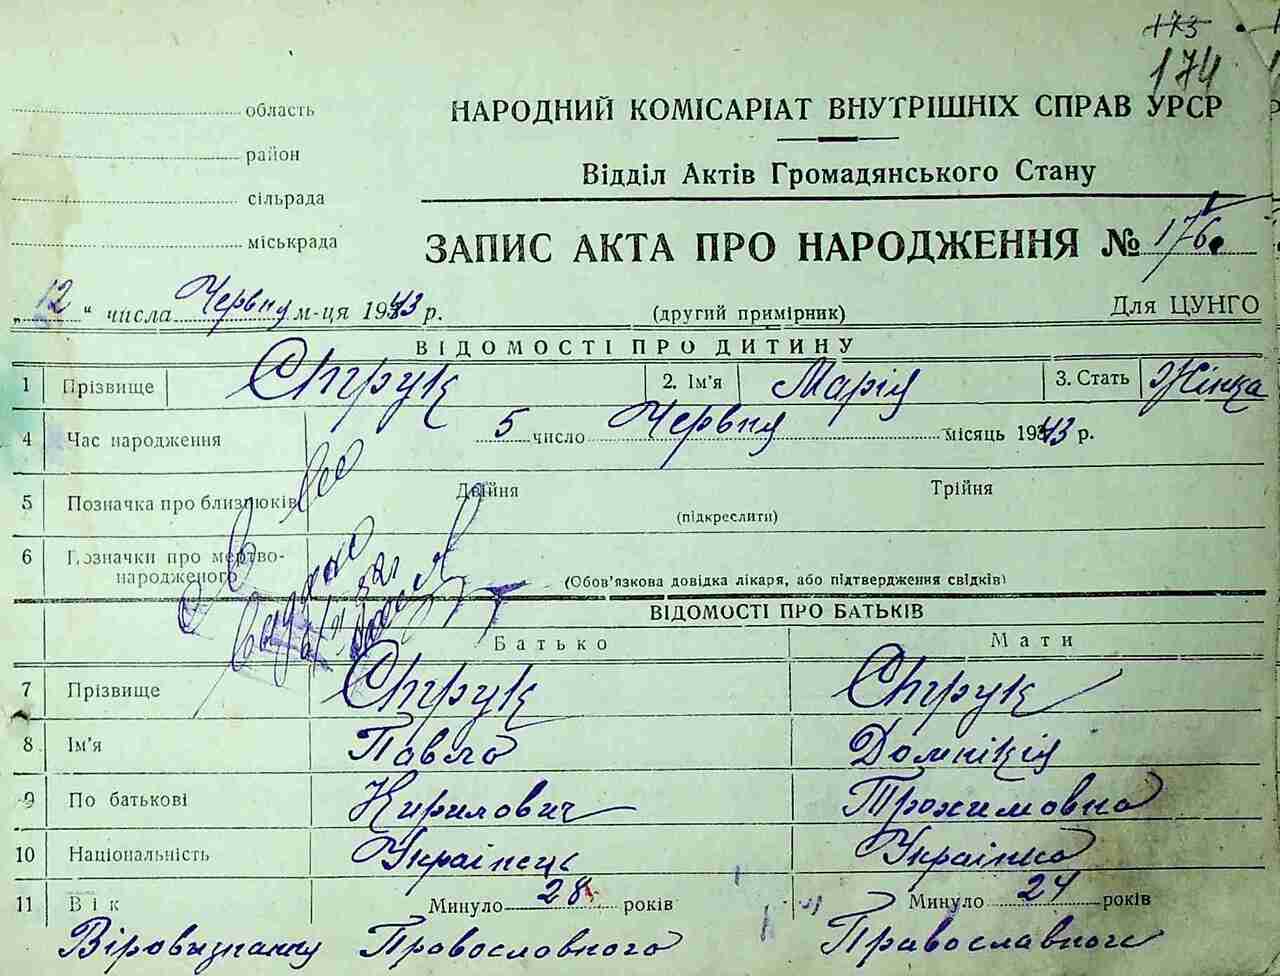 173
174
область
НАРОДНИЙ КОМІСАРІАТ ВНУТРІШНІХ СПРАВ УРСР
район
Відділ Актів Громадянського Стану
сільрада
міськрада
ЗАПИС АКТА ПРО НАРОДЖЕННЯ № 176
„12“ числа Червня м-ця 1943 р.
(другий примірник)
Для ЦУНГО
ВІДОМОСТІ ПРО ДИТИНУ
1 Прізвище Струк 2. Ім'я Марія 3. Стать Жінка
4 Час народження 5 число Червня місяць 1943 р.
5 Позначка про близнюків Двійня Трійня
(підкреслити)
6 Позначки про мертво-
народженого
(Обов'язкова довідка лікаря, або підтвердження свідків)
ВІДОМОСТІ ПРО БАТЬКІВ
Батько Мати
7 Прізвище Струк Струк
8 Ім'я Павло Домнікія
9 По батькові Кирилович Трохимовна
10 Національність Українець Українка
11 Вік Минуло 28 років Минуло 24 років
Віровизнання Провославного Православного